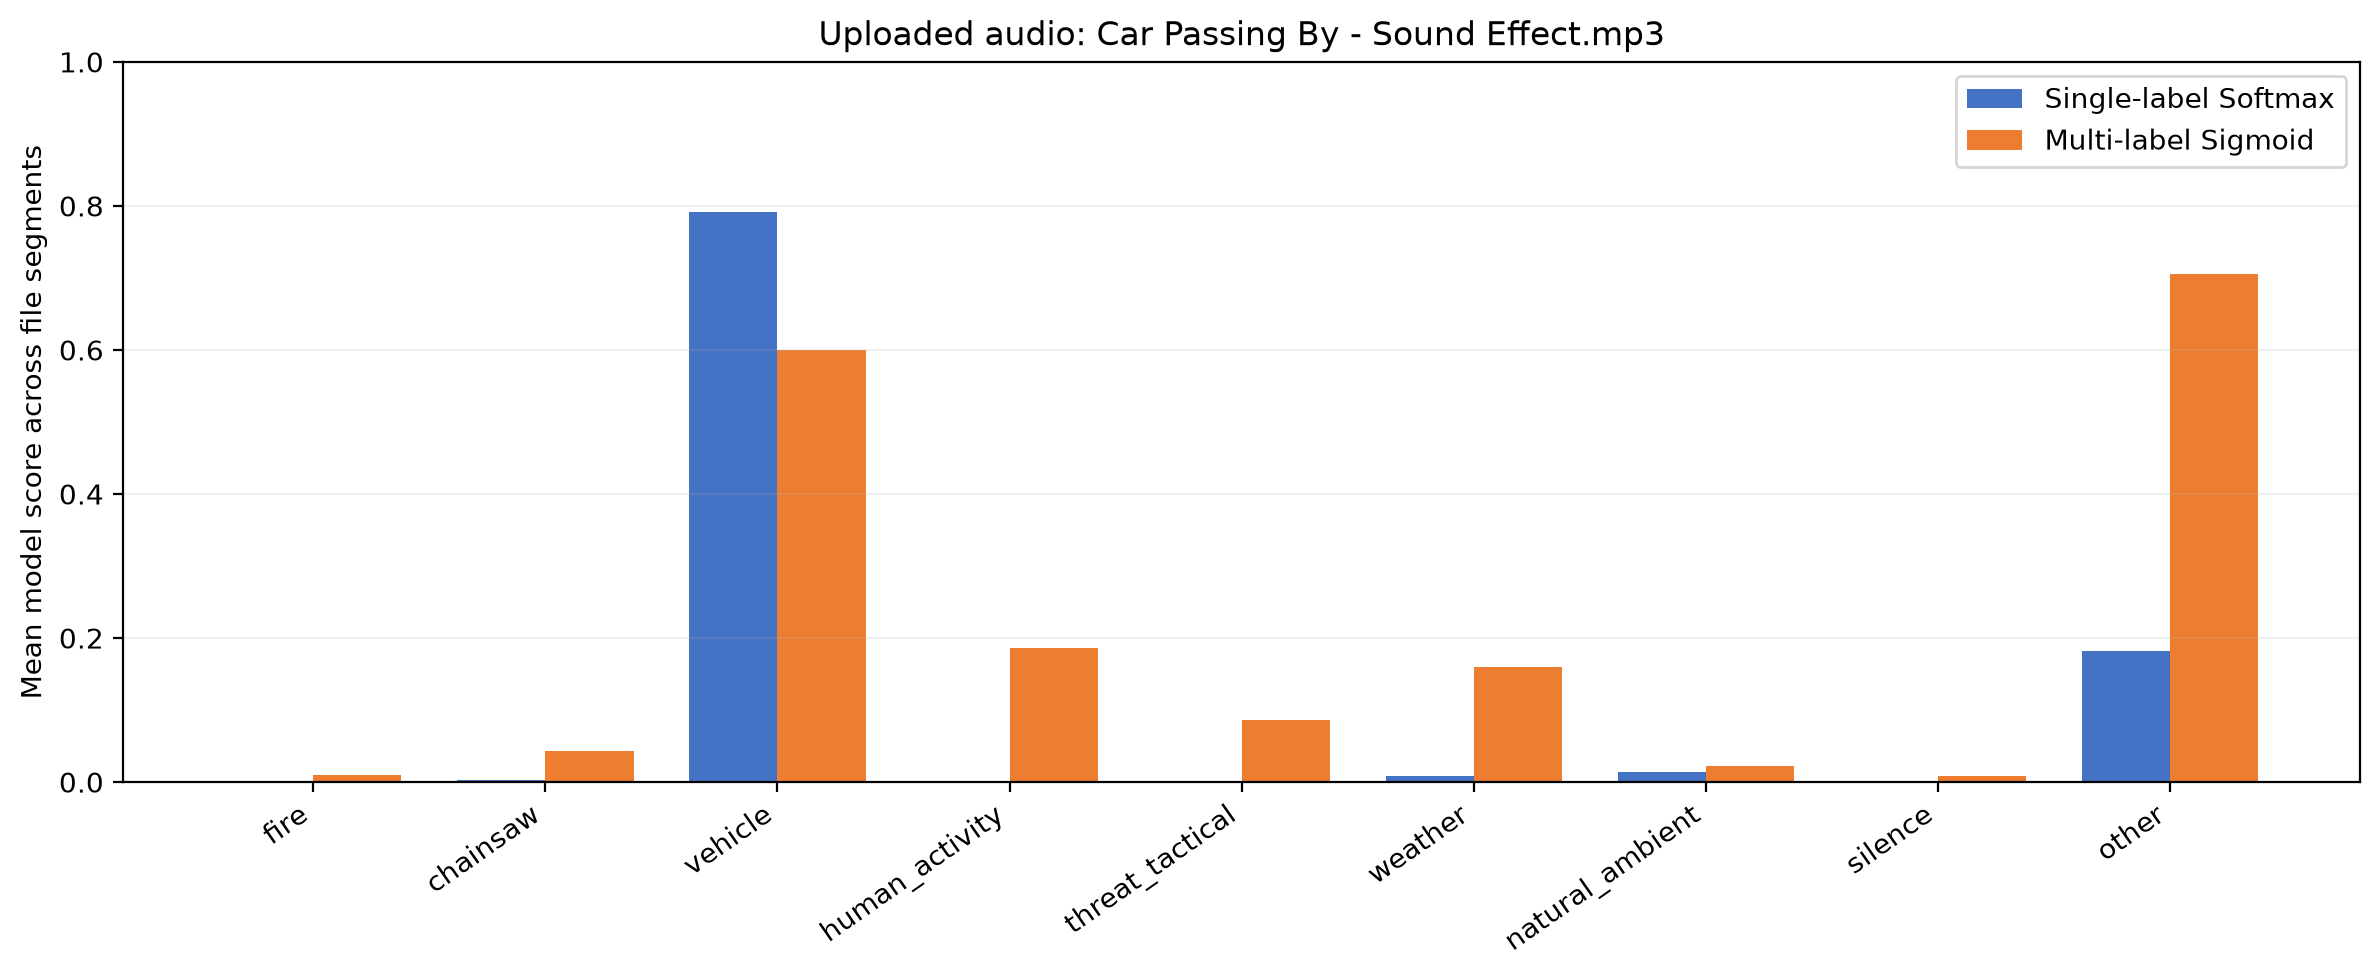 Uploaded audio: Car Passing By - Sound Effect.mp3
Single-label Softmax
Multi-label Sigmoid
Mean model score across file segments
1.0
0.8
0.6
0.4
0.2
0.0
fire
chainsaw
vehicle
human_activity
threat_tactical
weather
natural_ambient
silence
other